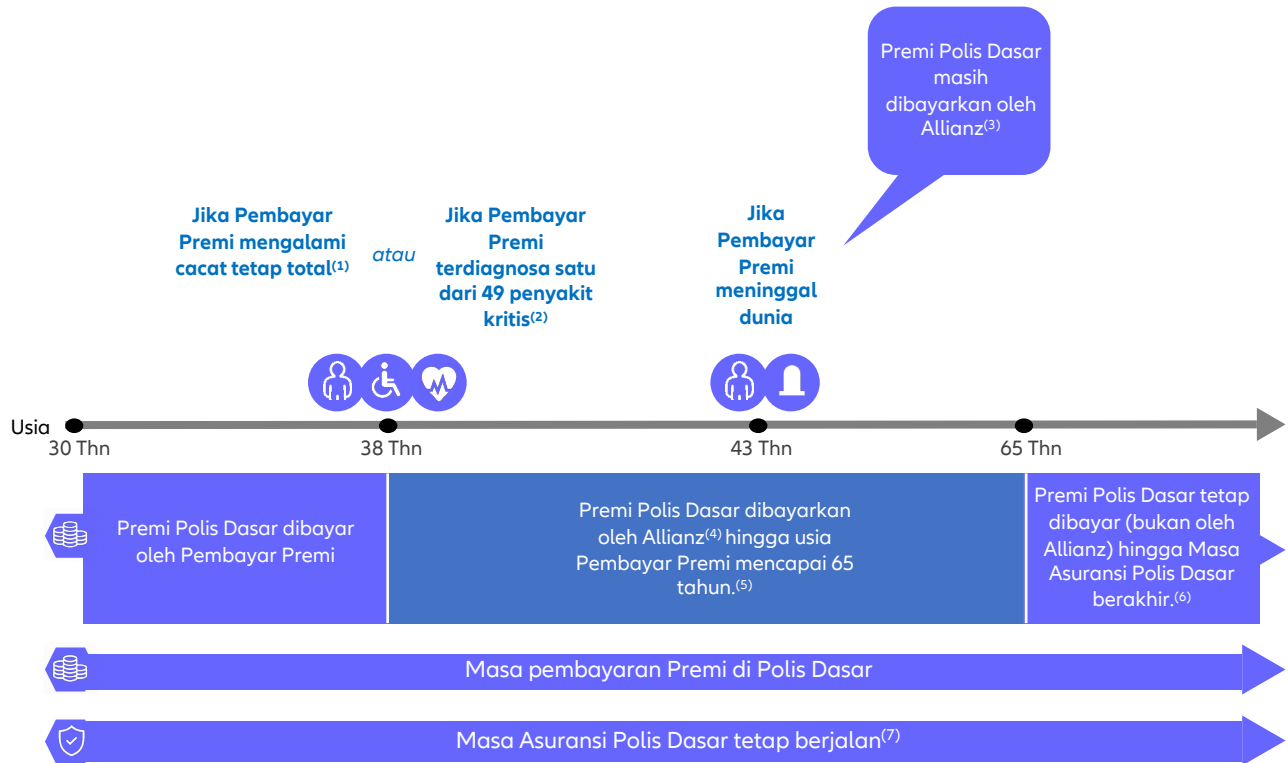 Premi Polis Dasar
masih
dibayarkan oleh
Allianz(3)
Jika Pembayar
Premi mengalami
cacat tetap total(1)
atau
Jika Pembayar
Premi
terdiagnosa satu
dari 49 penyakit
kritis(2)
Jika
Pembayar
Premi
meninggal
dunia
Usia
30 Thn
38 Thn
43 Thn
65 Thn
Premi Polis Dasar dibayar
oleh Pembayar Premi
Premi Polis Dasar dibayarkan
oleh Allianz(4) hingga usia
Pembayar Premi mencapai 65
tahun.(5)
Premi Polis Dasar tetap
dibayar (bukan oleh
Allianz) hingga Masa
Asuransi Polis Dasar
berakhir.(6)
Masa pembayaran Premi di Polis Dasar
Masa Asuransi Polis Dasar tetap berjalan(7)